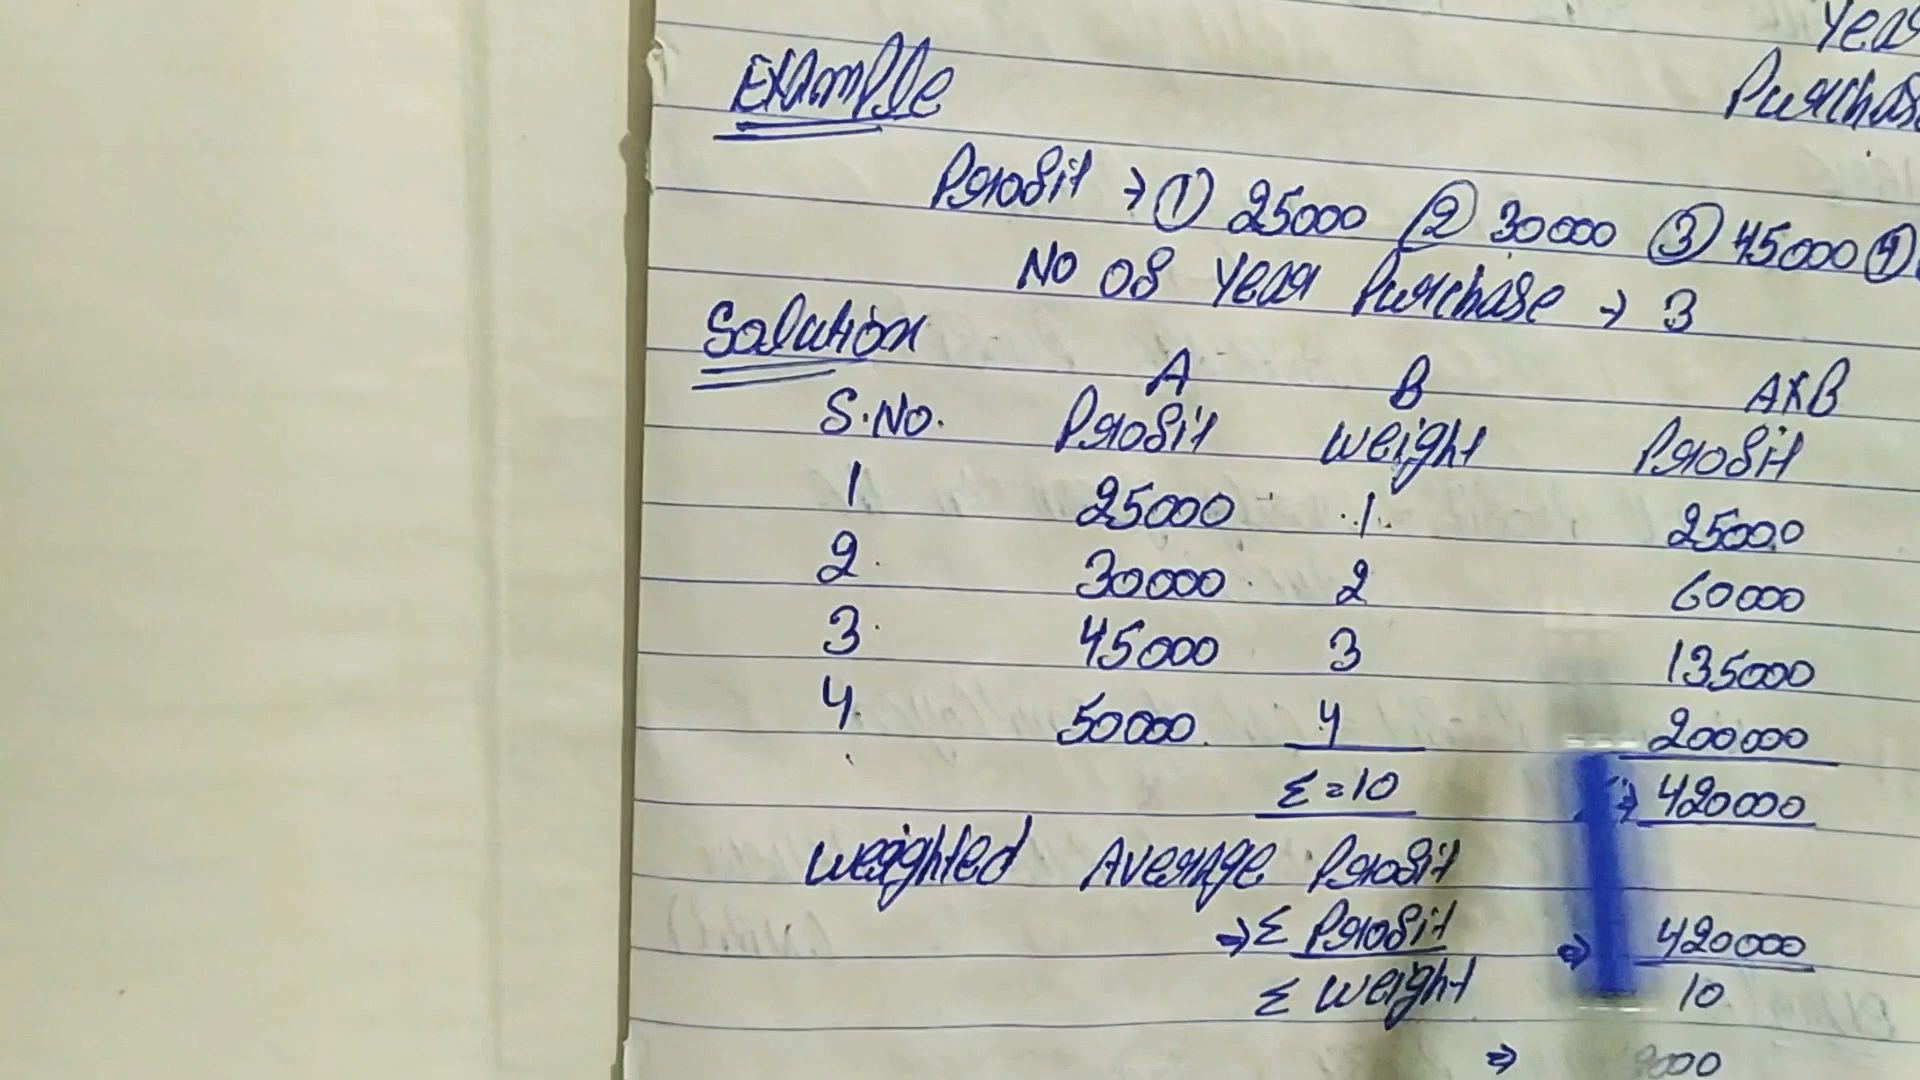 Year
Purchase
Example
Profit → ① 25000 ② 30000 ③ 45000 ④
No of Year Purchase → 3
Solution
A B A×B
S.No. Profit Weight Profit
1 25000 1 25000
2. 30000 2 60000
3. 45000 3 135000
4. 50000 4 200000
Σ = 10 ⇒ 420000
Weighted Average Profit
⇒ Σ Profit ⇒ 420000
Σ Weight 10
⇒